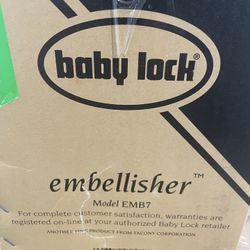 baby lock®
embellisher™
Model EMB7
For complete customer satisfaction, warranties are
registered on-line at your authorized Baby Lock retailer
ANOTHER FINE PRODUCT FROM TACONY CORPORATION